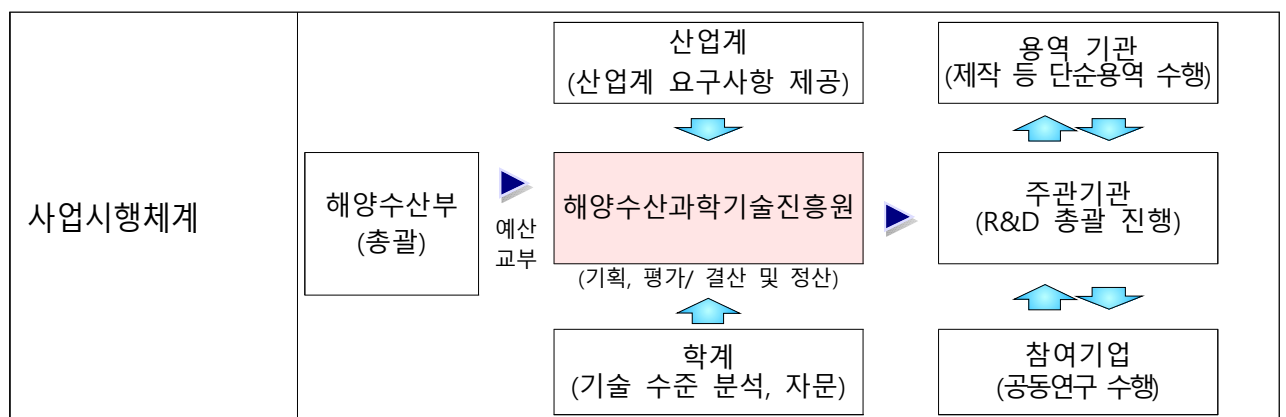 사업시행체계
해양수산부
(총괄)
예산
교부
산업계
(산업계 요구사항 제공)
해양수산과학기술진흥원
(기획, 평가/ 결산 및 정산)
학계
(기술 수준 분석, 자문)
용역 기관
(제작 등 단순용역 수행)
주관기관
(R&D 총괄 진행)
참여기업
(공동연구 수행)